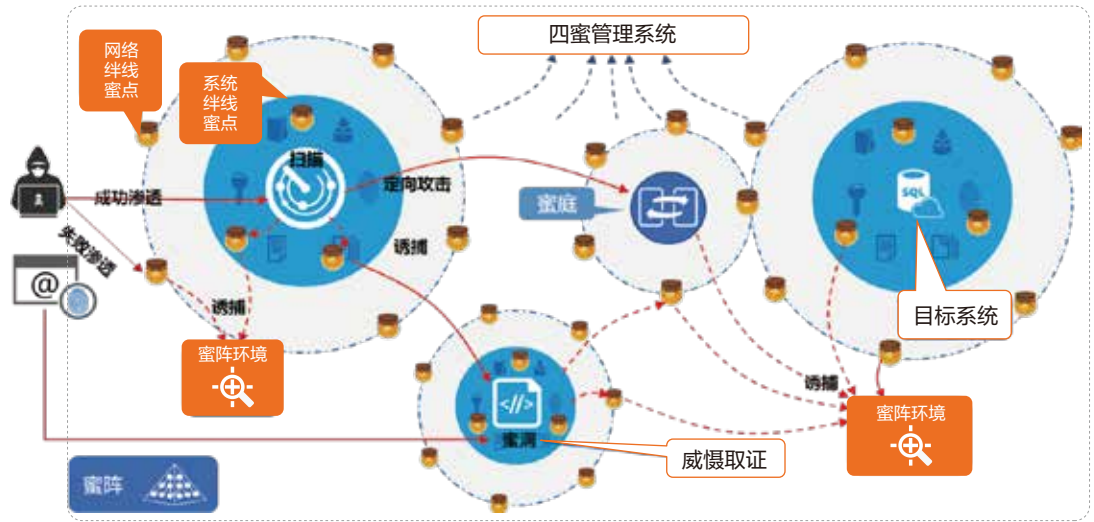 网络
绊线
蜜点
系统
绊线
蜜点
四蜜管理系统
扫描
成功渗透
定向攻击
蜜庭
SQL
失败渗透
诱捕
@
诱捕
目标系统
蜜阵环境
诱捕
</>
蜜洞
蜜阵环境
威慑取证
蜜阵